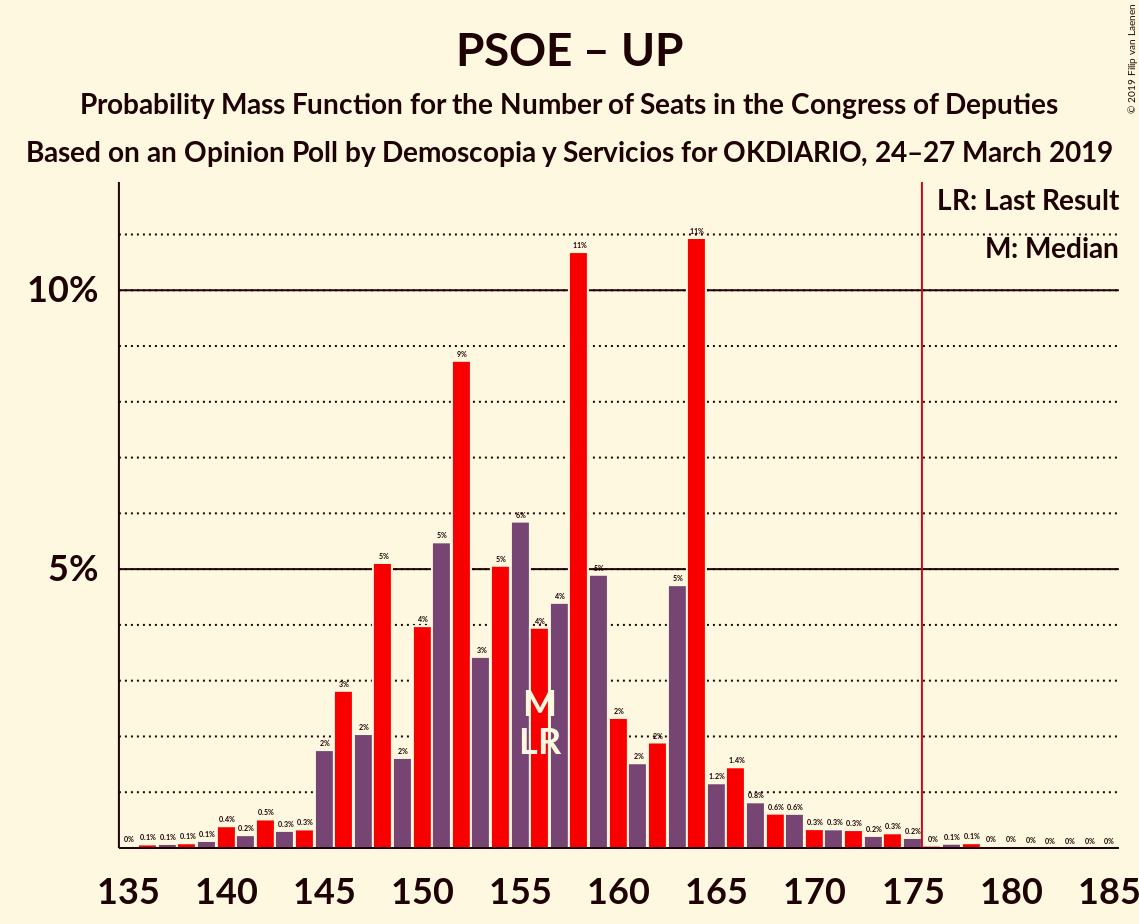 PSOE – UP
Probability Mass Function for the Number of Seats in the Congress of Deputies
Based on an Opinion Poll by Demoscopia y Servicios for OKDIARIO, 24–27 March 2019
© 2019 Filip van Laenen
LR: Last Result
M: Median
10%
5%
0% 0.1% 0.1% 0.1% 0.1% 0.4% 0.2% 0.5% 0.3% 0.3% 2% 3% 2% 5% 2% 4% 5% 9% 3% 5% 6% 4% 4% 11% 5% 2% 2% 2% 5% 11% 1.2% 1.4% 0.8% 0.6% 0.6% 0.3% 0.3% 0.3% 0.2% 0.3% 0.2% 0% 0.1% 0.1% 0% 0% 0% 0% 0% 0% 0%
M
LR
135 140 145 150 155 160 165 170 175 180 185